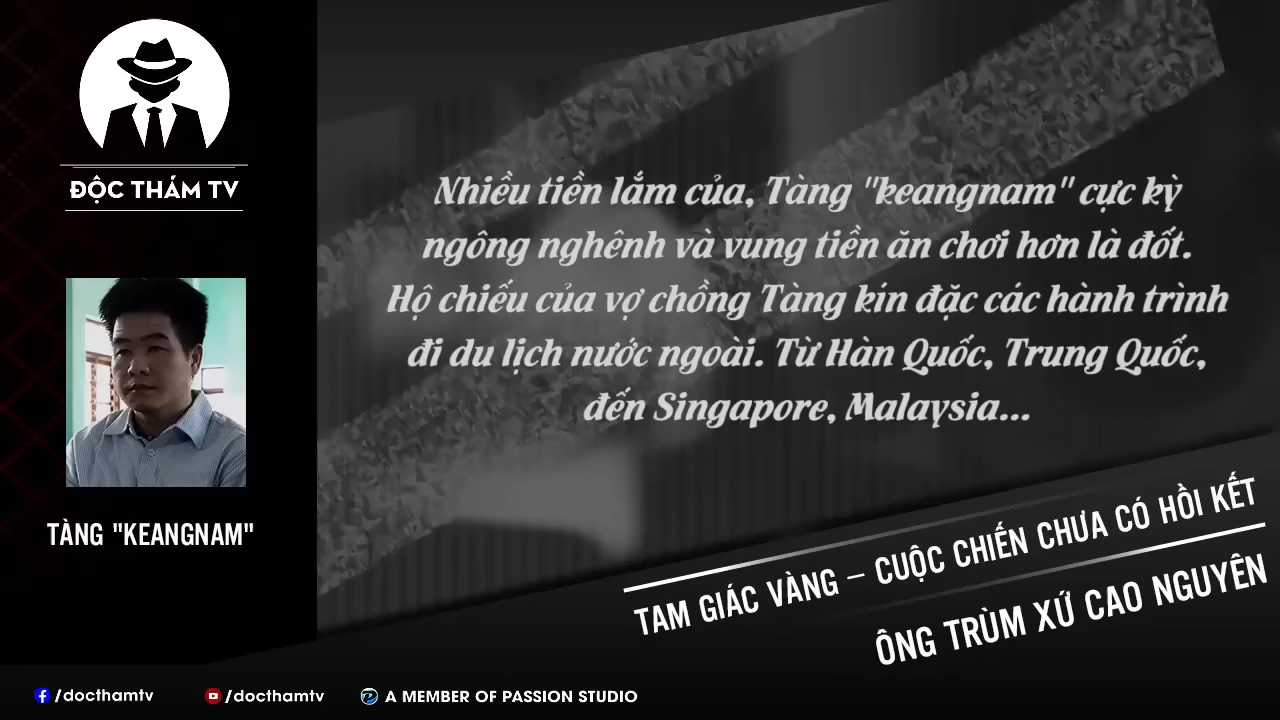 ĐỘC THÁM TV
TÀNG "KEANGNAM"
Nhiều tiền lắm của, Tàng "keangnam" cực kỳ
ngông nghênh và vung tiền ăn chơi hơn là đốt.
Hộ chiếu của vợ chồng Tàng kín đặc các hành trình
đi du lịch nước ngoài. Từ Hàn Quốc, Trung Quốc,
đến Singapore, Malaysia...
TAM GIÁC VÀNG – CUỘC CHIẾN CHƯA CÓ HỒI KẾT
ÔNG TRÙM XỨ CAO NGUYÊN
/docthamtv
/docthamtv
A MEMBER OF PASSION STUDIO